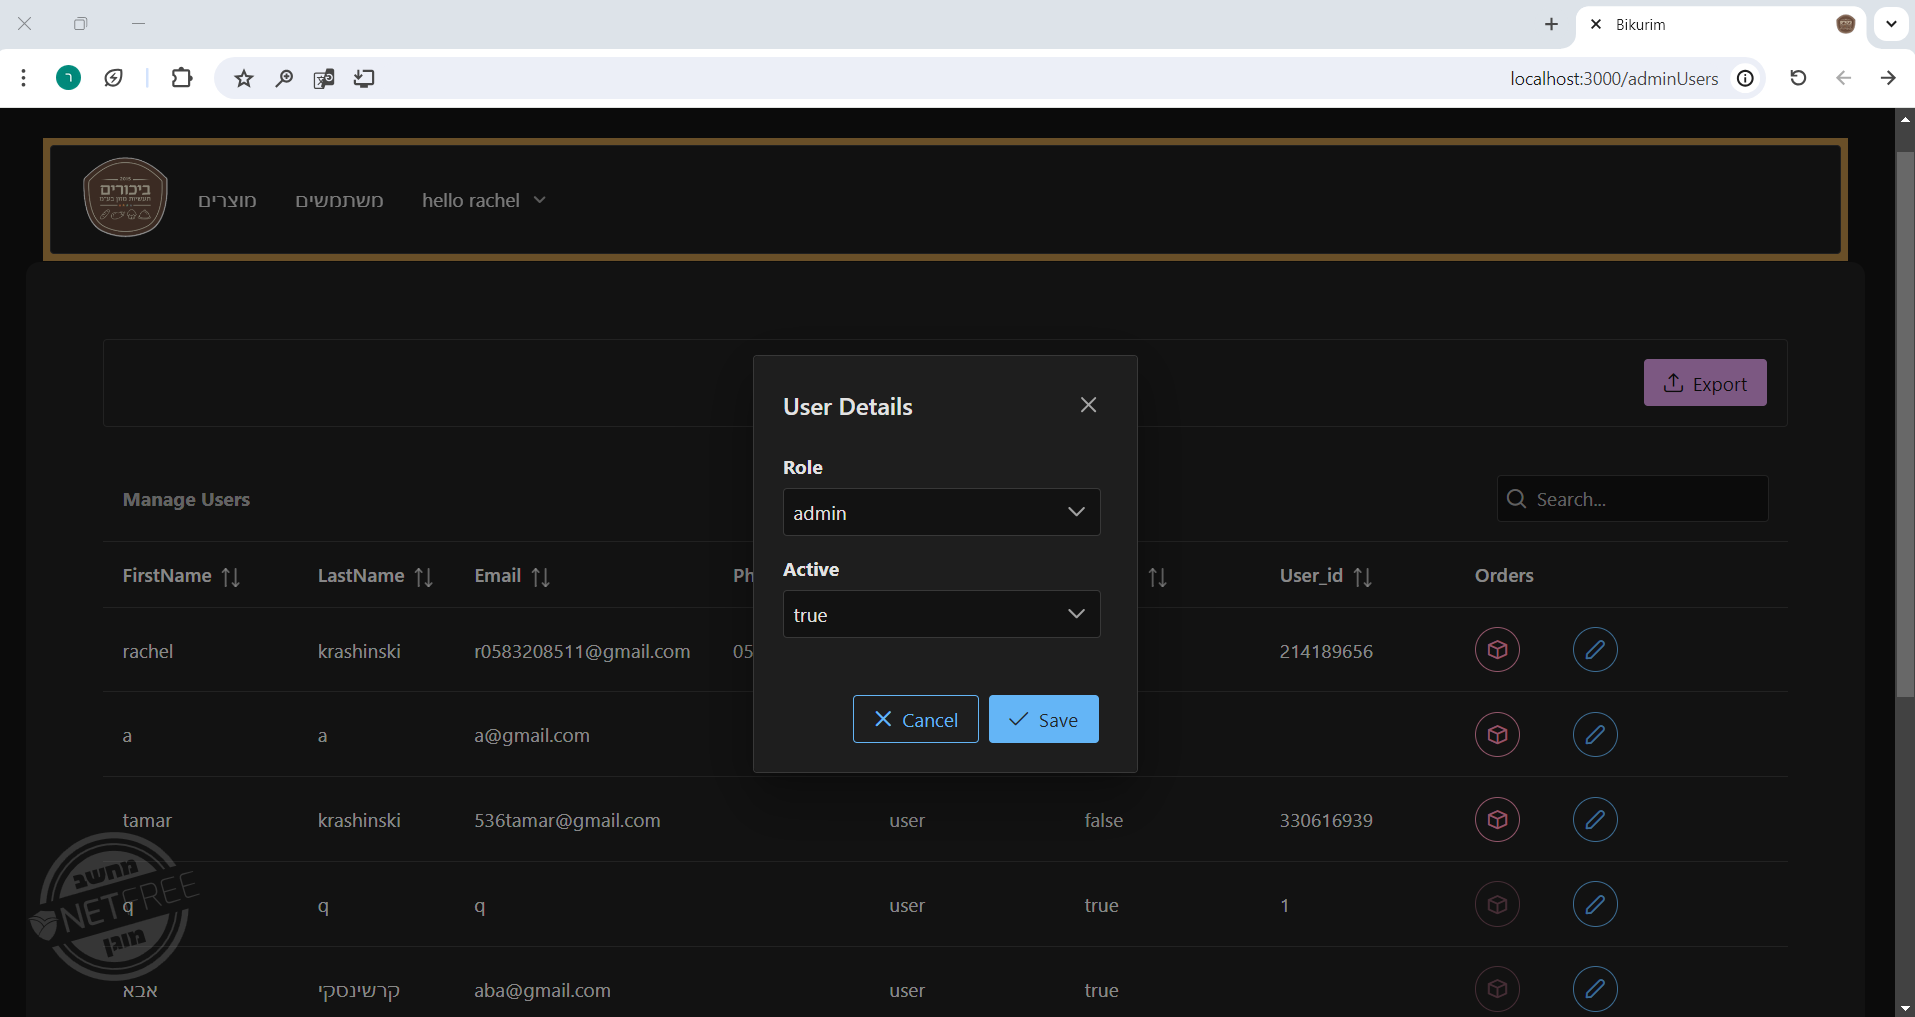 Bikurim
localhost:3000/adminUsers
ביכורים
מוצרים
משתמשים
hello rachel
Export
User Details
Role
admin
Active
true
Cancel
Save
Manage Users
Search...
FirstName LastName Email Ph User_id Orders
rachel krashinski r0583208511@gmail.com 05 214189656
a a a@gmail.com
tamar krashinski 536tamar@gmail.com user false 330616939
q q q user true 1
אבא קרשינסקי aba@gmail.com user true
מחשב
NETFREE
מוגן